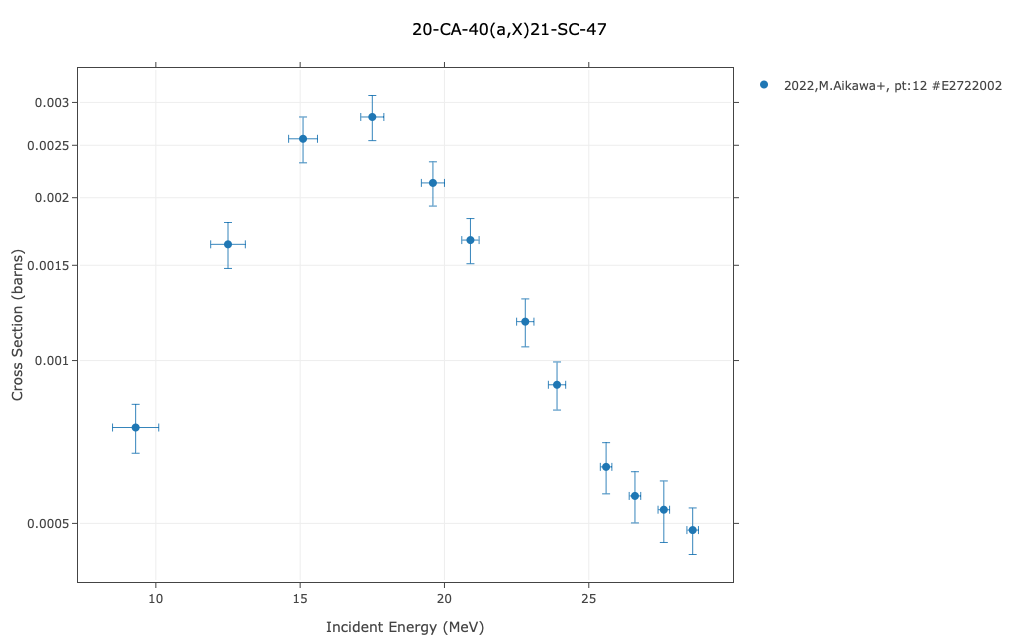 20-CA-40(a,X)21-SC-47
2022,M.Aikawa+, pt:12 #E2722002
0.003
0.0025
0.002
0.0015
0.001
0.0005
Cross Section (barns)
10 15 20 25
Incident Energy (MeV)